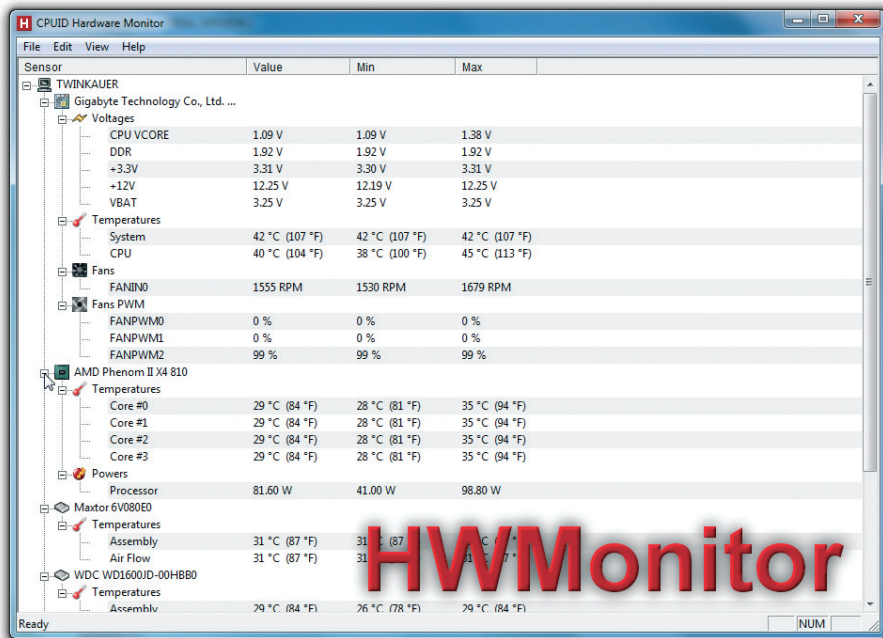 CPUID Hardware Monitor
File Edit View Help
Sensor Value Min Max
TWINKAUER
Gigabyte Technology Co., Ltd. ...
Voltages
CPU VCORE 1.09 V 1.09 V 1.38 V
DDR 1.92 V 1.92 V 1.92 V
+3.3V 3.31 V 3.30 V 3.31 V
+12V 12.25 V 12.19 V 12.25 V
VBAT 3.25 V 3.25 V 3.25 V
Temperatures
System 42 °C (107 °F) 42 °C (107 °F) 42 °C (107 °F)
CPU 40 °C (104 °F) 38 °C (100 °F) 45 °C (113 °F)
Fans
FANIN0 1555 RPM 1530 RPM 1679 RPM
Fans PWM
FANPWM0 0 % 0 % 0 %
FANPWM1 0 % 0 % 0 %
FANPWM2 99 % 99 % 99 %
AMD Phenom II X4 810
Temperatures
Core #0 29 °C (84 °F) 28 °C (81 °F) 35 °C (94 °F)
Core #1 29 °C (84 °F) 28 °C (81 °F) 35 °C (94 °F)
Core #2 29 °C (84 °F) 28 °C (81 °F) 35 °C (94 °F)
Core #3 29 °C (84 °F) 28 °C (81 °F) 35 °C (94 °F)
Powers
Processor 81.60 W 41.00 W 98.80 W
Maxtor 6V080E0
Temperatures
Assembly 31 °C (87 °F)
Air Flow 31 °C (87 °F)
HWMonitor
WDC WD1600JD-00HBB0
Temperatures
Assembly 29 °C (84 °F) 26 °C (78 °F) 29 °C (84 °F)
Ready NUM